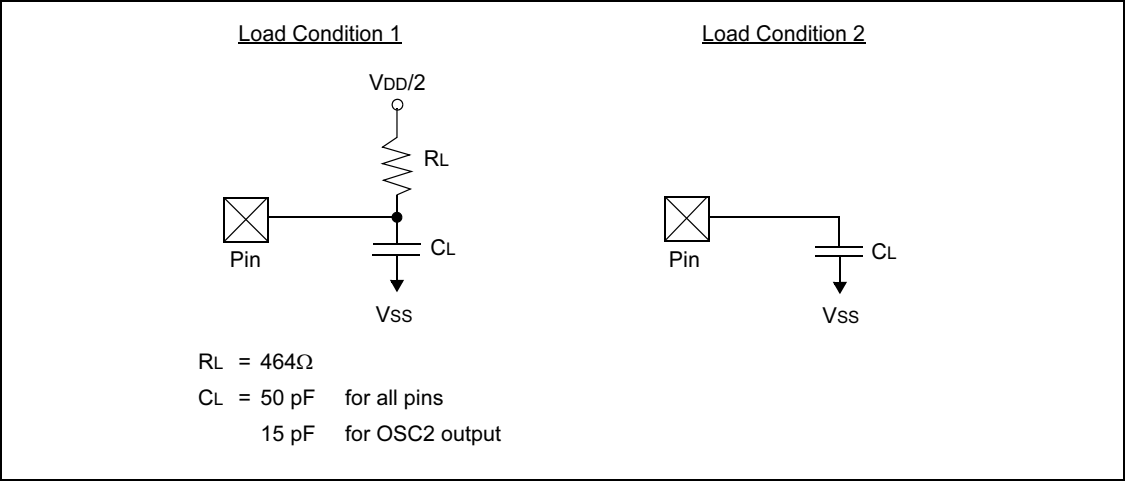 Load Condition 1
Load Condition 2
VDD/2
RL
Pin
CL
VSS
Pin
CL
VSS
RL = 464Ω
CL = 50 pF for all pins
15 pF for OSC2 output